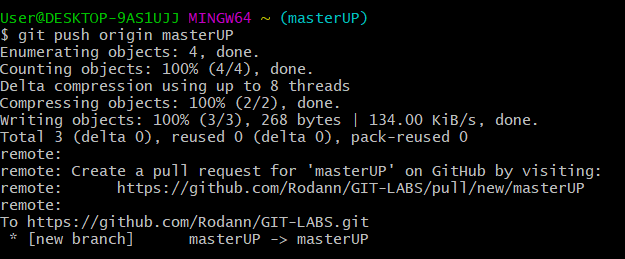 User@DESKTOP-9AS1UJJ MINGW64 ~ (masterUP)
$ git push origin masterUP
Enumerating objects: 4, done.
Counting objects: 100% (4/4), done.
Delta compression using up to 8 threads
Compressing objects: 100% (2/2), done.
Writing objects: 100% (3/3), 268 bytes | 134.00 KiB/s, done.
Total 3 (delta 0), reused 0 (delta 0), pack-reused 0
remote:
remote: Create a pull request for 'masterUP' on GitHub by visiting:
remote:      https://github.com/Rodann/GIT-LABS/pull/new/masterUP
remote:
To https://github.com/Rodann/GIT-LABS.git
 * [new branch]      masterUP -> masterUP